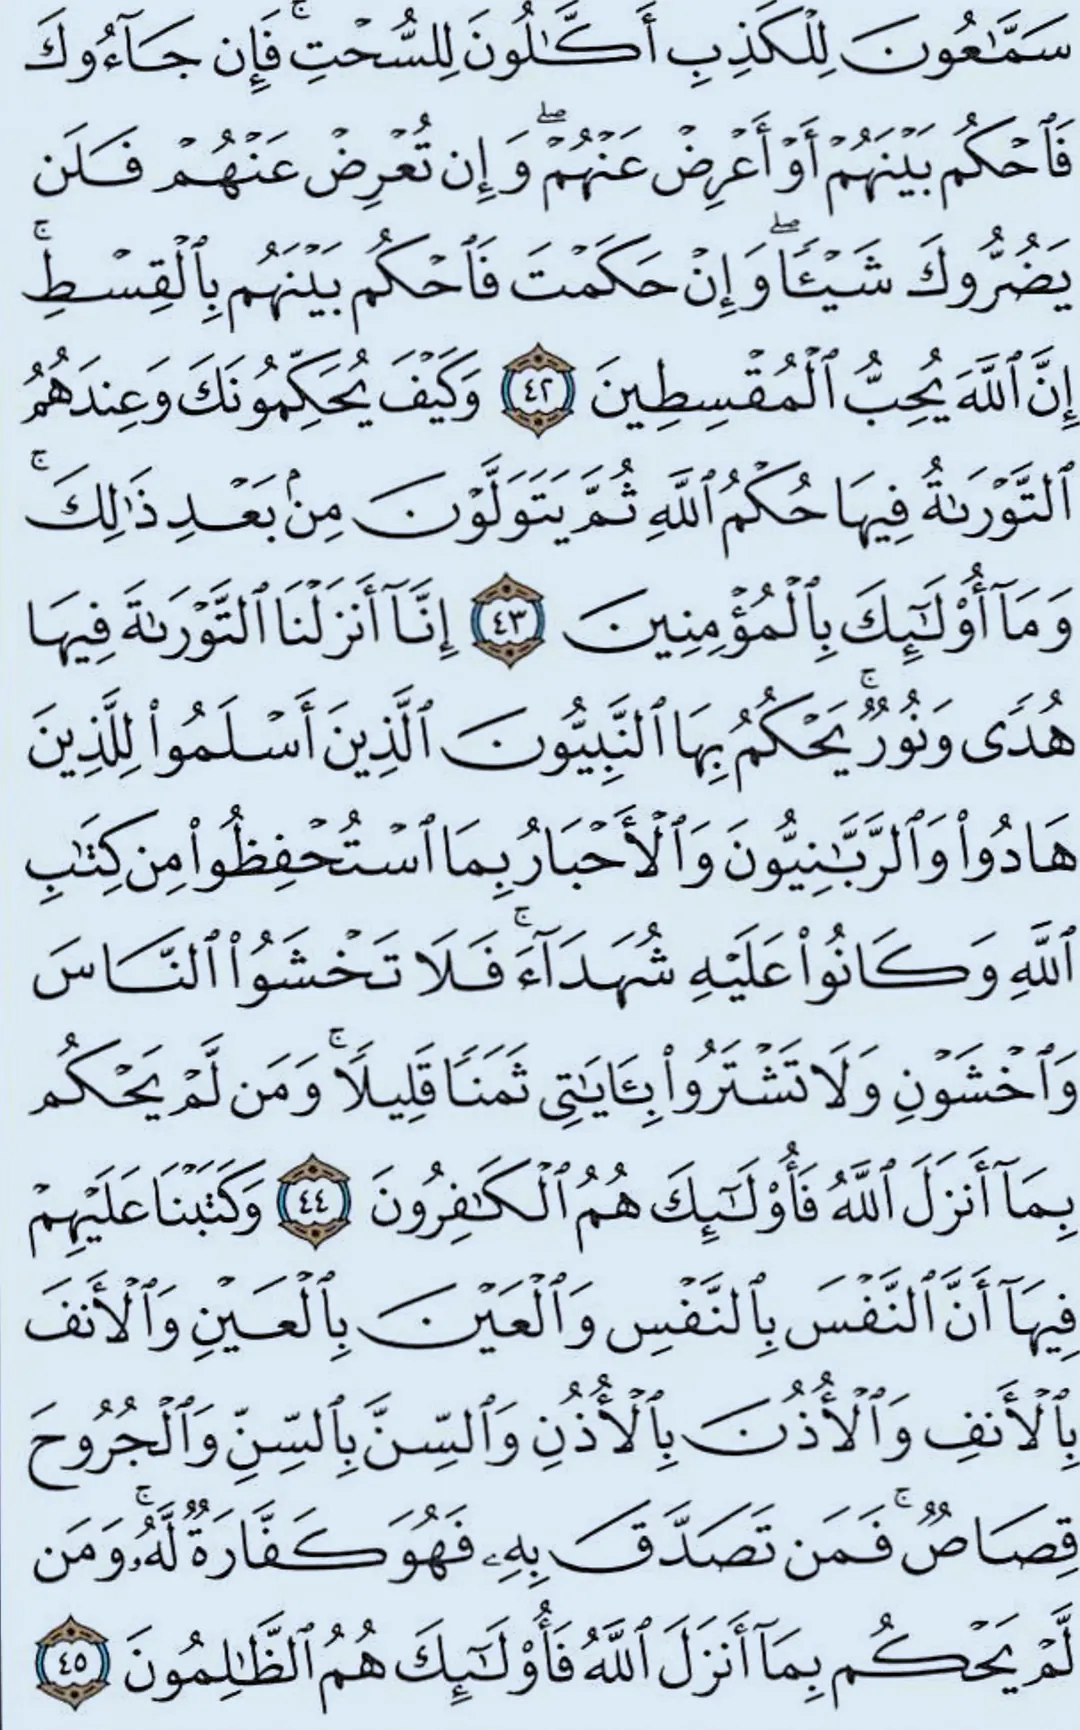 سَمَّٰعُونَ لِلۡكَذِبِ أَكَّٰلُونَ لِلسُّحۡتِۚ فَإِن جَآءُوكَ
فَٱحۡكُم بَيۡنَهُمۡ أَوۡ أَعۡرِضۡ عَنۡهُمۡۖ وَإِن تُعۡرِضۡ عَنۡهُمۡ فَلَن
يَضُرُّوكَ شَيۡـٔٗاۖ وَإِنۡ حَكَمۡتَ فَٱحۡكُم بَيۡنَهُم بِٱلۡقِسۡطِۚ
إِنَّ ٱللَّهَ يُحِبُّ ٱلۡمُقۡسِطِينَ ٤٢ وَكَيۡفَ يُحَكِّمُونَكَ وَعِندَهُمُ
ٱلتَّوۡرَىٰةُ فِيهَا حُكۡمُ ٱللَّهِ ثُمَّ يَتَوَلَّوۡنَ مِنۢ بَعۡدِ ذَٰلِكَۚ
وَمَآ أُوْلَٰٓئِكَ بِٱلۡمُؤۡمِنِينَ ٤٣ إِنَّآ أَنزَلۡنَا ٱلتَّوۡرَىٰةَ فِيهَا
هُدٗى وَنُورٞۚ يَحۡكُمُ بِهَا ٱلنَّبِيُّونَ ٱلَّذِينَ أَسۡلَمُواْ لِلَّذِينَ
هَادُواْ وَٱلرَّبَّٰنِيُّونَ وَٱلۡأَحۡبَارُ بِمَا ٱسۡتُحۡفِظُواْ مِن كِتَٰبِ
ٱللَّهِ وَكَانُواْ عَلَيۡهِ شُهَدَآءَۚ فَلَا تَخۡشَوُاْ ٱلنَّاسَ
وَٱخۡشَوۡنِ وَلَا تَشۡتَرُواْ بِـَٔايَٰتِي ثَمَنٗا قَلِيلٗاۚ وَمَن لَّمۡ يَحۡكُم
بِمَآ أَنزَلَ ٱللَّهُ فَأُوْلَٰٓئِكَ هُمُ ٱلۡكَٰفِرُونَ ٤٤ وَكَتَبۡنَا عَلَيۡهِمۡ
فِيهَآ أَنَّ ٱلنَّفۡسَ بِٱلنَّفۡسِ وَٱلۡعَيۡنَ بِٱلۡعَيۡنِ وَٱلۡأَنفَ
بِٱلۡأَنفِ وَٱلۡأُذُنَ بِٱلۡأُذُنِ وَٱلسِّنَّ بِٱلسِّنِّ وَٱلۡجُرُوحَ
قِصَاصٞۚ فَمَن تَصَدَّقَ بِهِۦ فَهُوَ كَفَّارَةٞ لَّهُۥۚ وَمَن
لَّمۡ يَحۡكُم بِمَآ أَنزَلَ ٱللَّهُ فَأُوْلَٰٓئِكَ هُمُ ٱلظَّٰلِمُونَ ٤٥